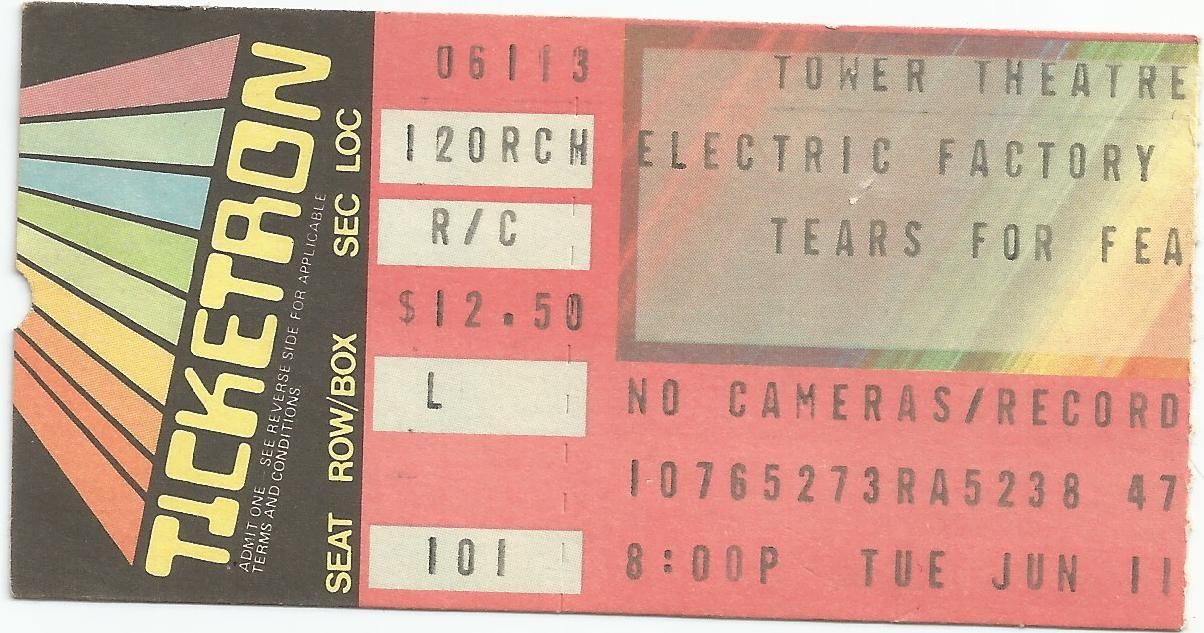 TICKETRON
ADMIT ONE SEE REVERSE SIDE FOR APPLICABLE
TERMS AND CONDITIONS.
SEAT ROW/BOX SEC LOC
061113
120RCH
R/C
$12.50
L
101
TOWER THEATRE
ELECTRIC FACTORY
TEARS FOR FEA
NO CAMERAS/RECORD
10765273RA5238 47
8:00P TUE JUN 11